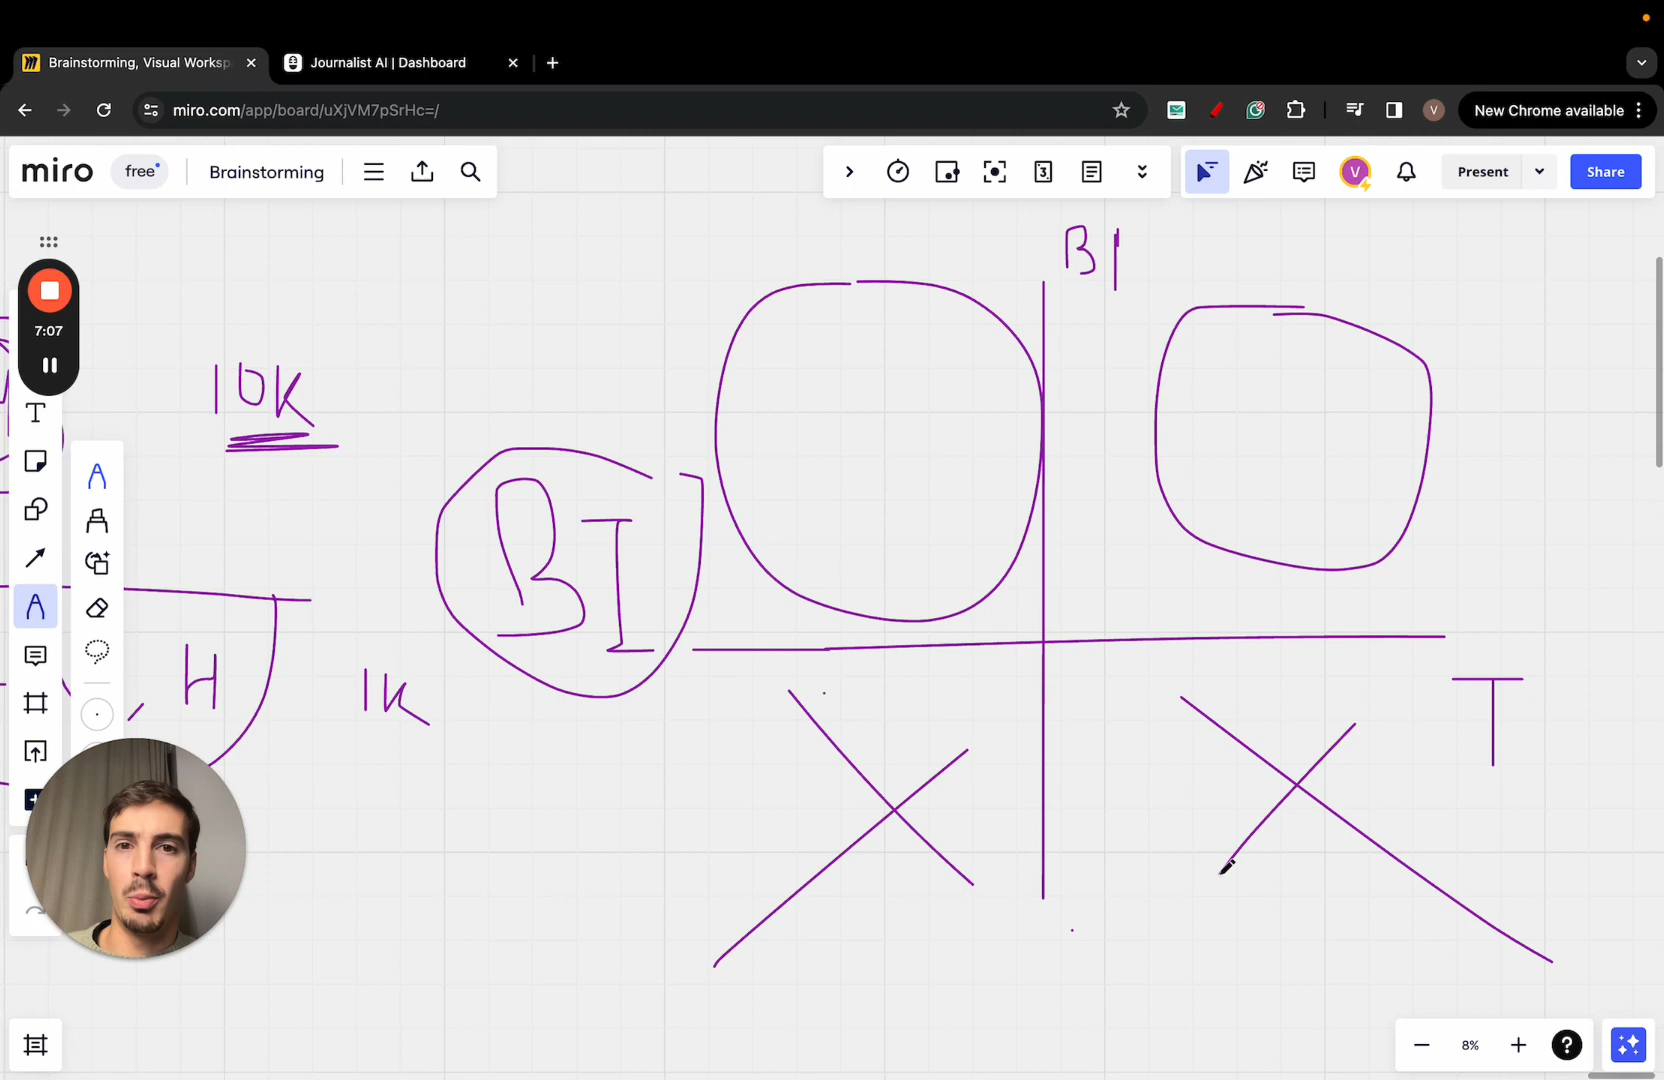 Brainstorming, Visual Worksp
Journalist AI | Dashboard
miro.com/app/board/uXjVM7pSrHc=/
New Chrome available
V
miro
free
Brainstorming
3
V
Present
Share
7:07
T
BI
10K
BI
H
1K
T
8%
?